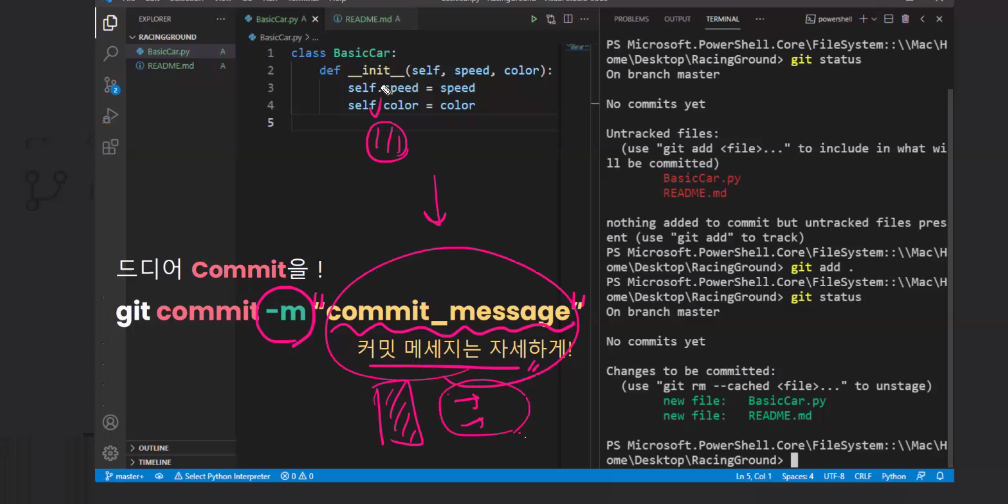 EXPLORER
RACINGGROUND
BasicCar.py
README.md
OUTLINE
TIMELINE
BasicCar.py
README.md
BasicCar.py > ...
1 class BasicCar:
2 def __init__(self, speed, color):
3 self.speed = speed
4 self.color = color
5
드디어 Commit을 !
git commit -m "commit_message"
커밋 메세지는 자세하게!
PROBLEMS
TERMINAL
powershell
PS Microsoft.PowerShell.Core\FileSystem::\\Mac\H
ome\Desktop\RacingGround> git status
On branch master
No commits yet
Untracked files:
(use "git add <file>..." to include in what wi
ll be committed)
BasicCar.py
README.md
nothing added to commit but untracked files pres
ent (use "git add" to track)
PS Microsoft.PowerShell.Core\FileSystem::\\Mac\H
ome\Desktop\RacingGround> git add .
PS Microsoft.PowerShell.Core\FileSystem::\\Mac\H
ome\Desktop\RacingGround> git status
On branch master
No commits yet
Changes to be committed:
(use "git rm --cached <file>..." to unstage)
new file: BasicCar.py
new file: README.md
PS Microsoft.PowerShell.Core\FileSystem::\\Mac\H
ome\Desktop\RacingGround>
master+
Select Python Interpreter
0
0
Ln 5, Col 1
Spaces: 4
UTF-8
CRLF
Python